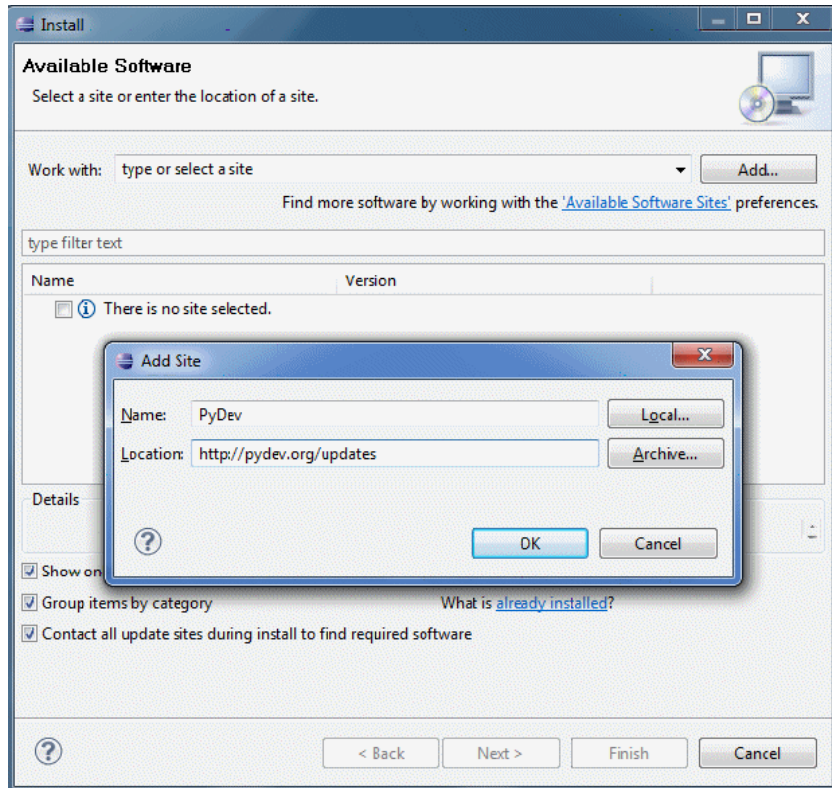 Install
Available Software
Select a site or enter the location of a site.
Work with: type or select a site Add...
Find more software by working with the 'Available Software Sites' preferences.
type filter text
Name Version
There is no site selected.
Add Site
Name: PyDev Local...
Location: http://pydev.org/updates Archive...
Details
OK Cancel
Show on
Group items by category What is already installed?
Contact all update sites during install to find required software
< Back Next > Finish Cancel